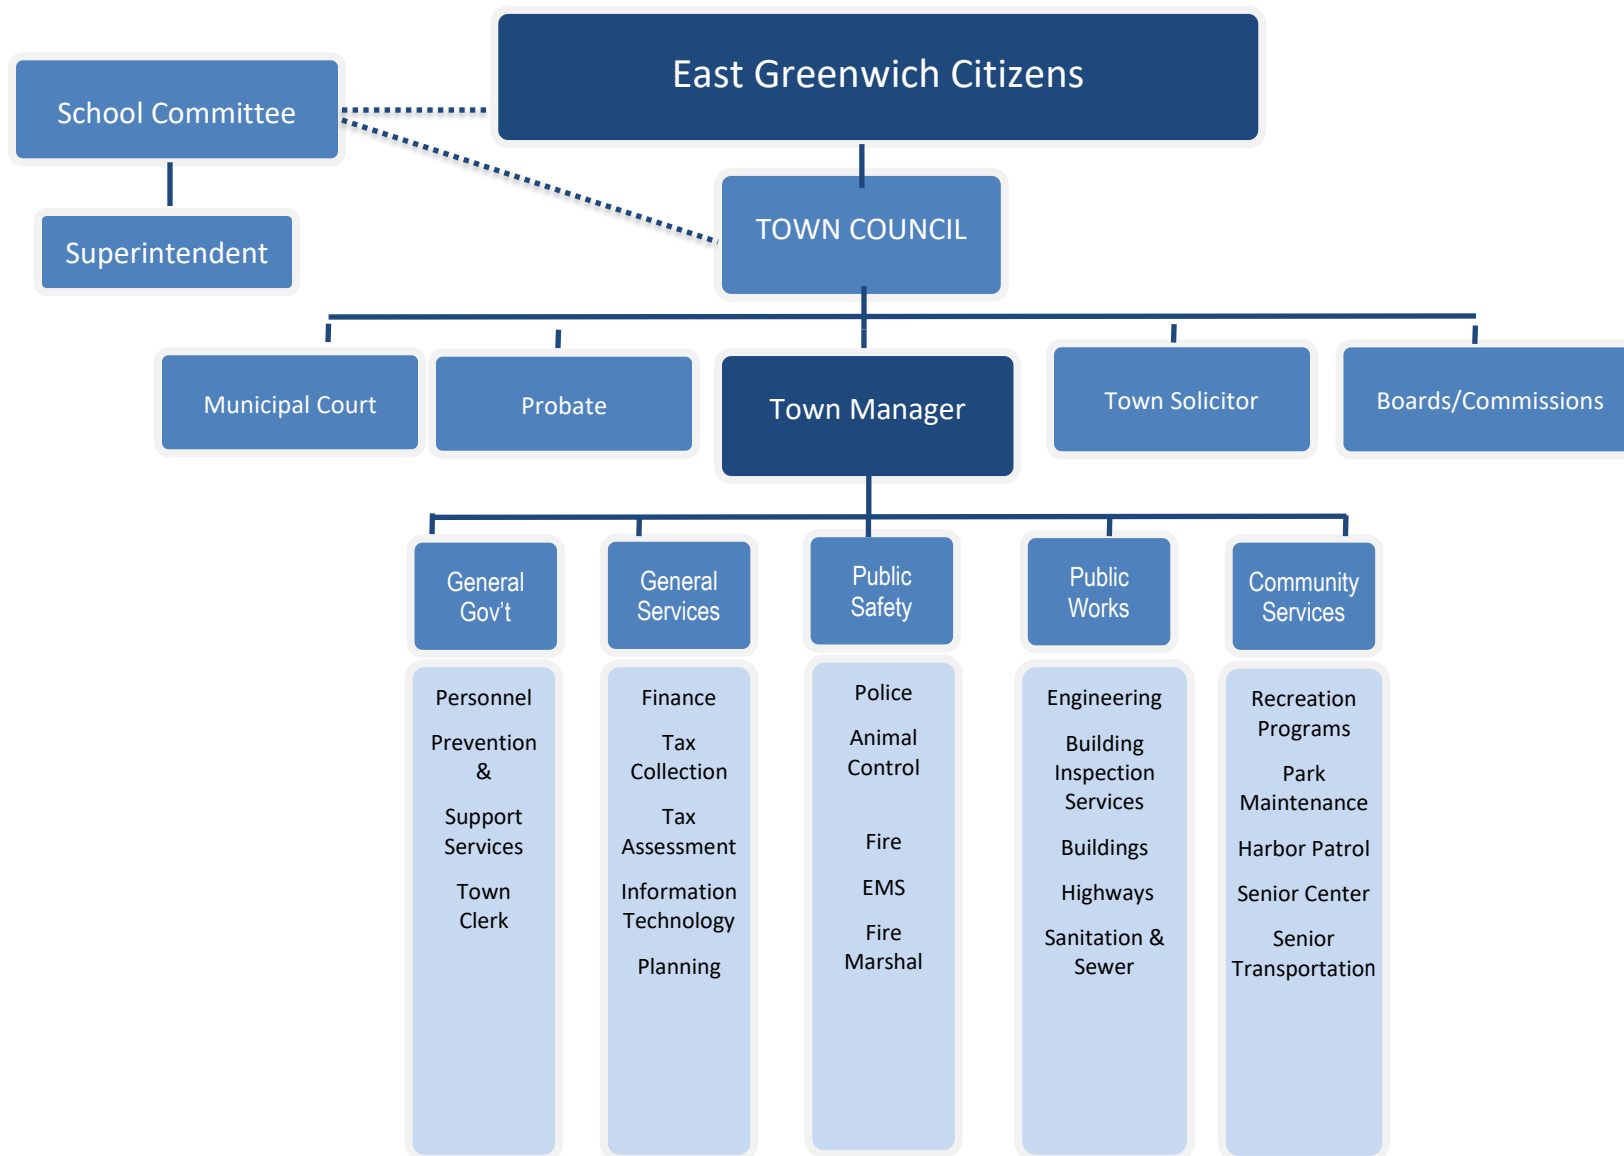 East Greenwich Citizens
School Committee
Superintendent
TOWN COUNCIL
Municipal Court
Probate
Town Manager
Town Solicitor
Boards/Commissions
General
Gov’t
General
Services
Public
Safety
Public
Works
Community
Services
Personnel
Prevention
&
Support
Services
Town
Clerk
Finance
Tax
Collection
Tax
Assessment
Information
Technology
Planning
Police
Animal
Control
Fire
EMS
Fire
Marshal
Engineering
Building
Inspection
Services
Buildings
Highways
Sanitation &
Sewer
Recreation
Programs
Park
Maintenance
Harbor Patrol
Senior Center
Senior
Transportation